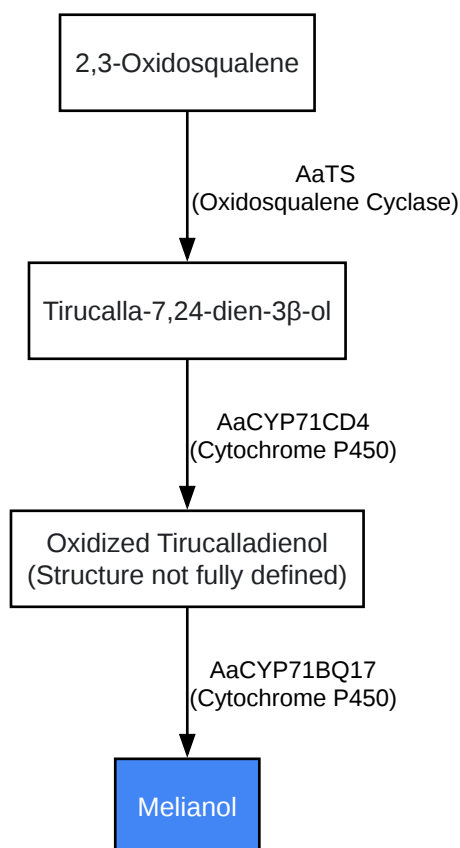 2,3-Oxidosqualene
AaTS
(Oxidosqualene Cyclase)
Tirucalla-7,24-dien-3β-ol
AaCYP71CD4
(Cytochrome P450)
Oxidized Tirucalladienol
(Structure not fully defined)
AaCYP71BQ17
(Cytochrome P450)
Melianol